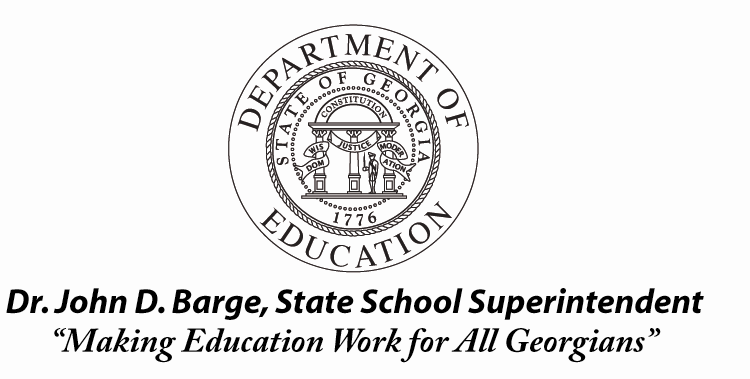 DEPARTMENT OF
STATE OF GEORGIA
CONSTITUTION
WIS
DOM
JUSTICE
MODER
ATION
1776
EDUCATION
Dr. John D. Barge, State School Superintendent
“Making Education Work for All Georgians”